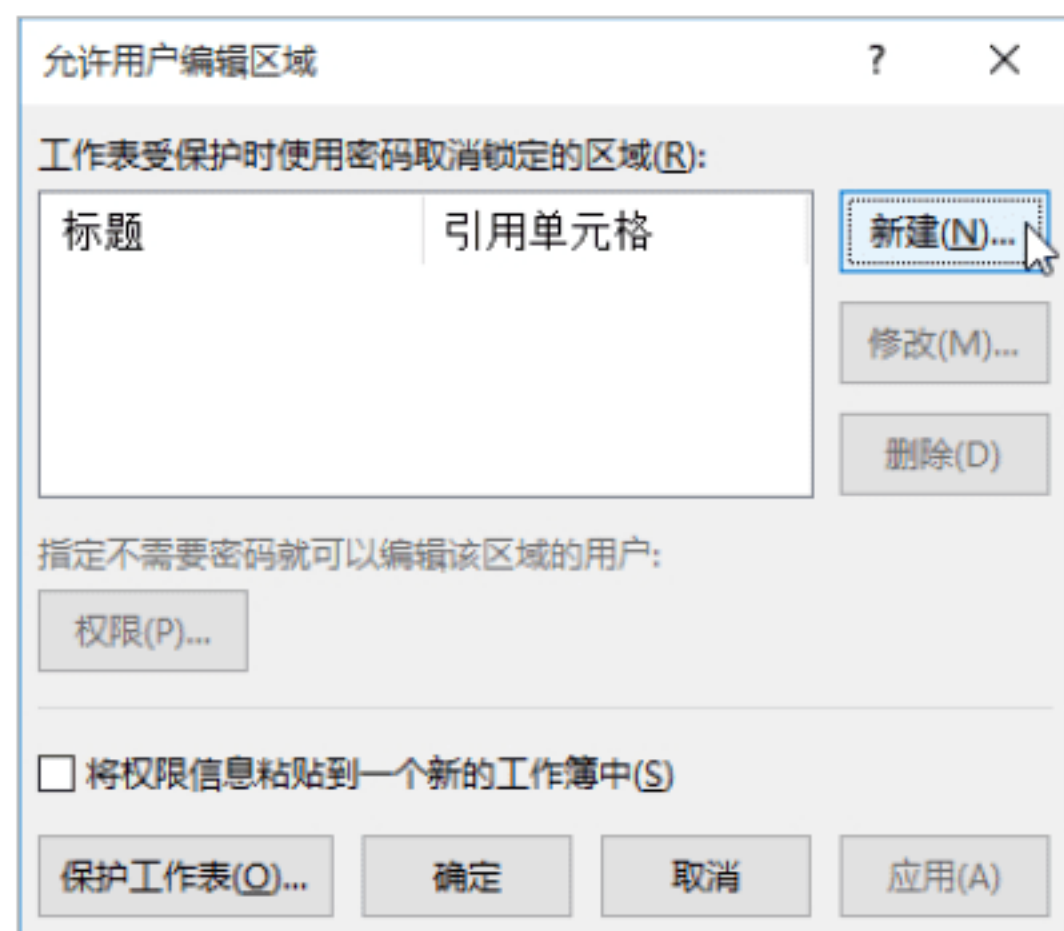 允许用户编辑区域 ? ×
工作表受保护时使用密码取消锁定的区域(R):
标题 引用单元格 新建(N)...
修改(M)...
删除(D)
指定不需要密码就可以编辑该区域的用户:
权限(P)...
将权限信息粘贴到一个新的工作簿中(S)
保护工作表(O)... 确定 取消 应用(A)